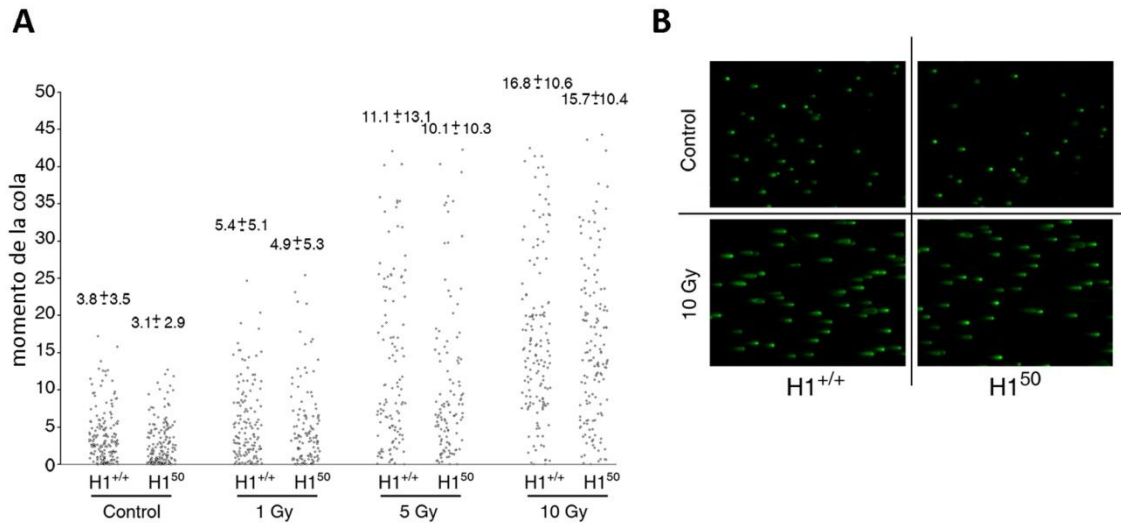 A
momento de la cola
50
45
40
35
30
25
20
15
10
5
0
3.8±3.5
3.1±2.9
5.4±5.1
4.9±5.3
11.1±13.1
10.1±10.3
16.8±10.6
15.7±10.4
H1+/+ H150 H1+/+ H150 H1+/+ H150 H1+/+ H150
Control 1 Gy 5 Gy 10 Gy
B
Control
10 Gy
H1+/+ H150